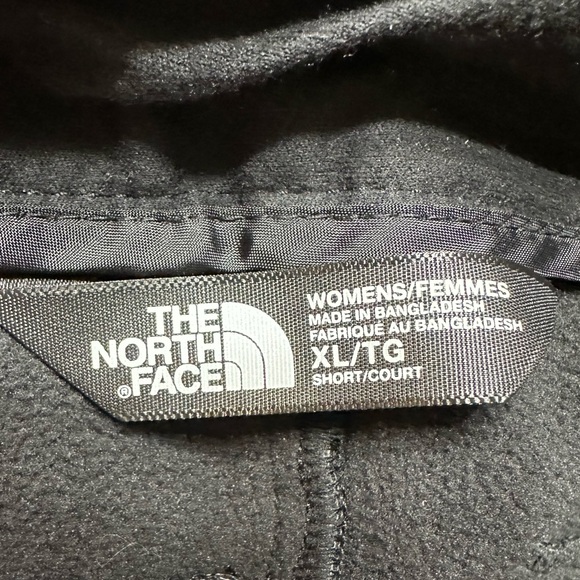 THE
NORTH
®FACE
WOMENS/FEMMES
MADE IN BANGLADESH
FABRIQUE AU BANGLADESH
XL/TG
SHORT/COURT